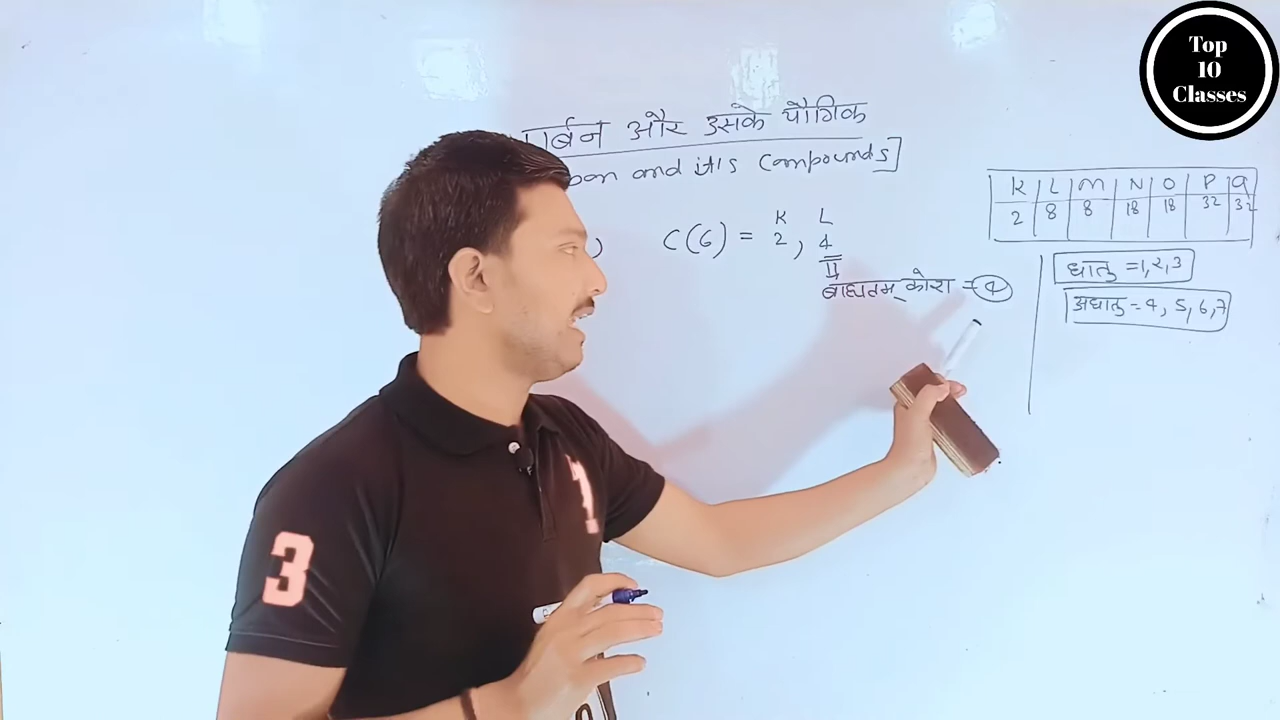 Top
10
Classes
और उसके यौगिक
and its Compounds]
C(6) = K 2, L 4
बाह्यतम् कोश = 4
K L M N O P Q
2 8 8 18 18 32 32
धातु = 1, 2, 3
अधातु = 4, 5, 6, 7
3
1